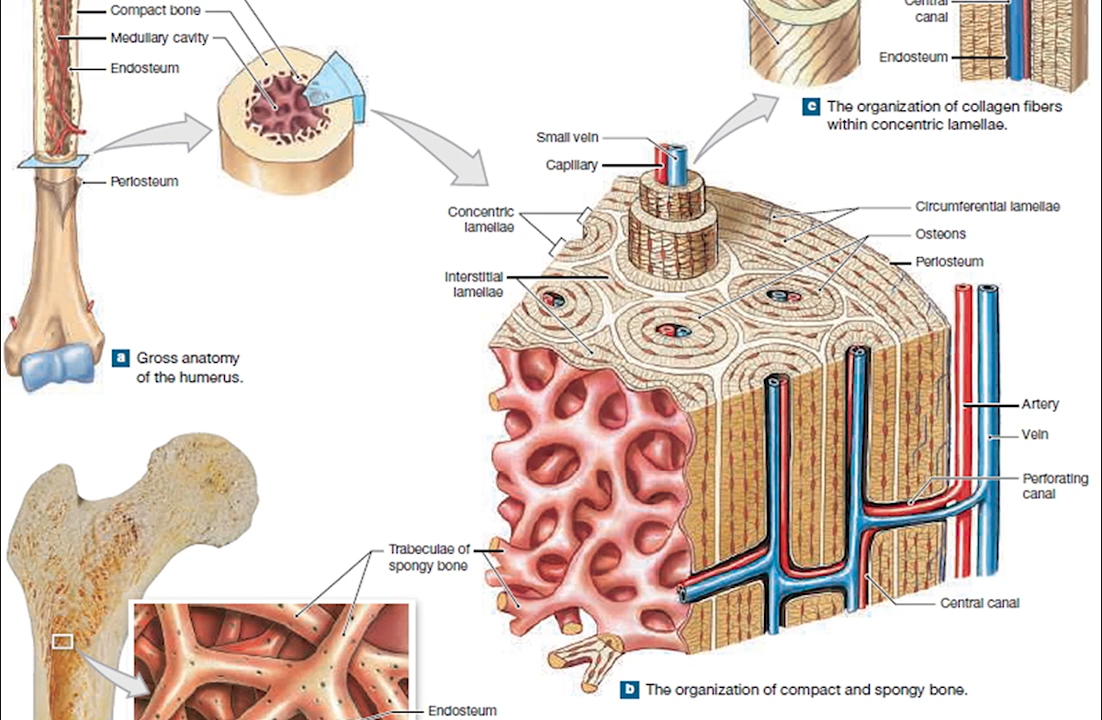 Compact bone
Medullary cavity
Endosteum
Periosteum
a Gross anatomy
of the humerus.
Central
canal
Endosteum
c The organization of collagen fibers
within concentric lamellae.
Small vein
Capillary
Concentric
lamellae
Interstitial
lamellae
Circumferential lamellae
Osteons
Periosteum
Artery
Vein
Perforating
canal
Central canal
Trabeculae of
spongy bone
Endosteum
b The organization of compact and spongy bone.